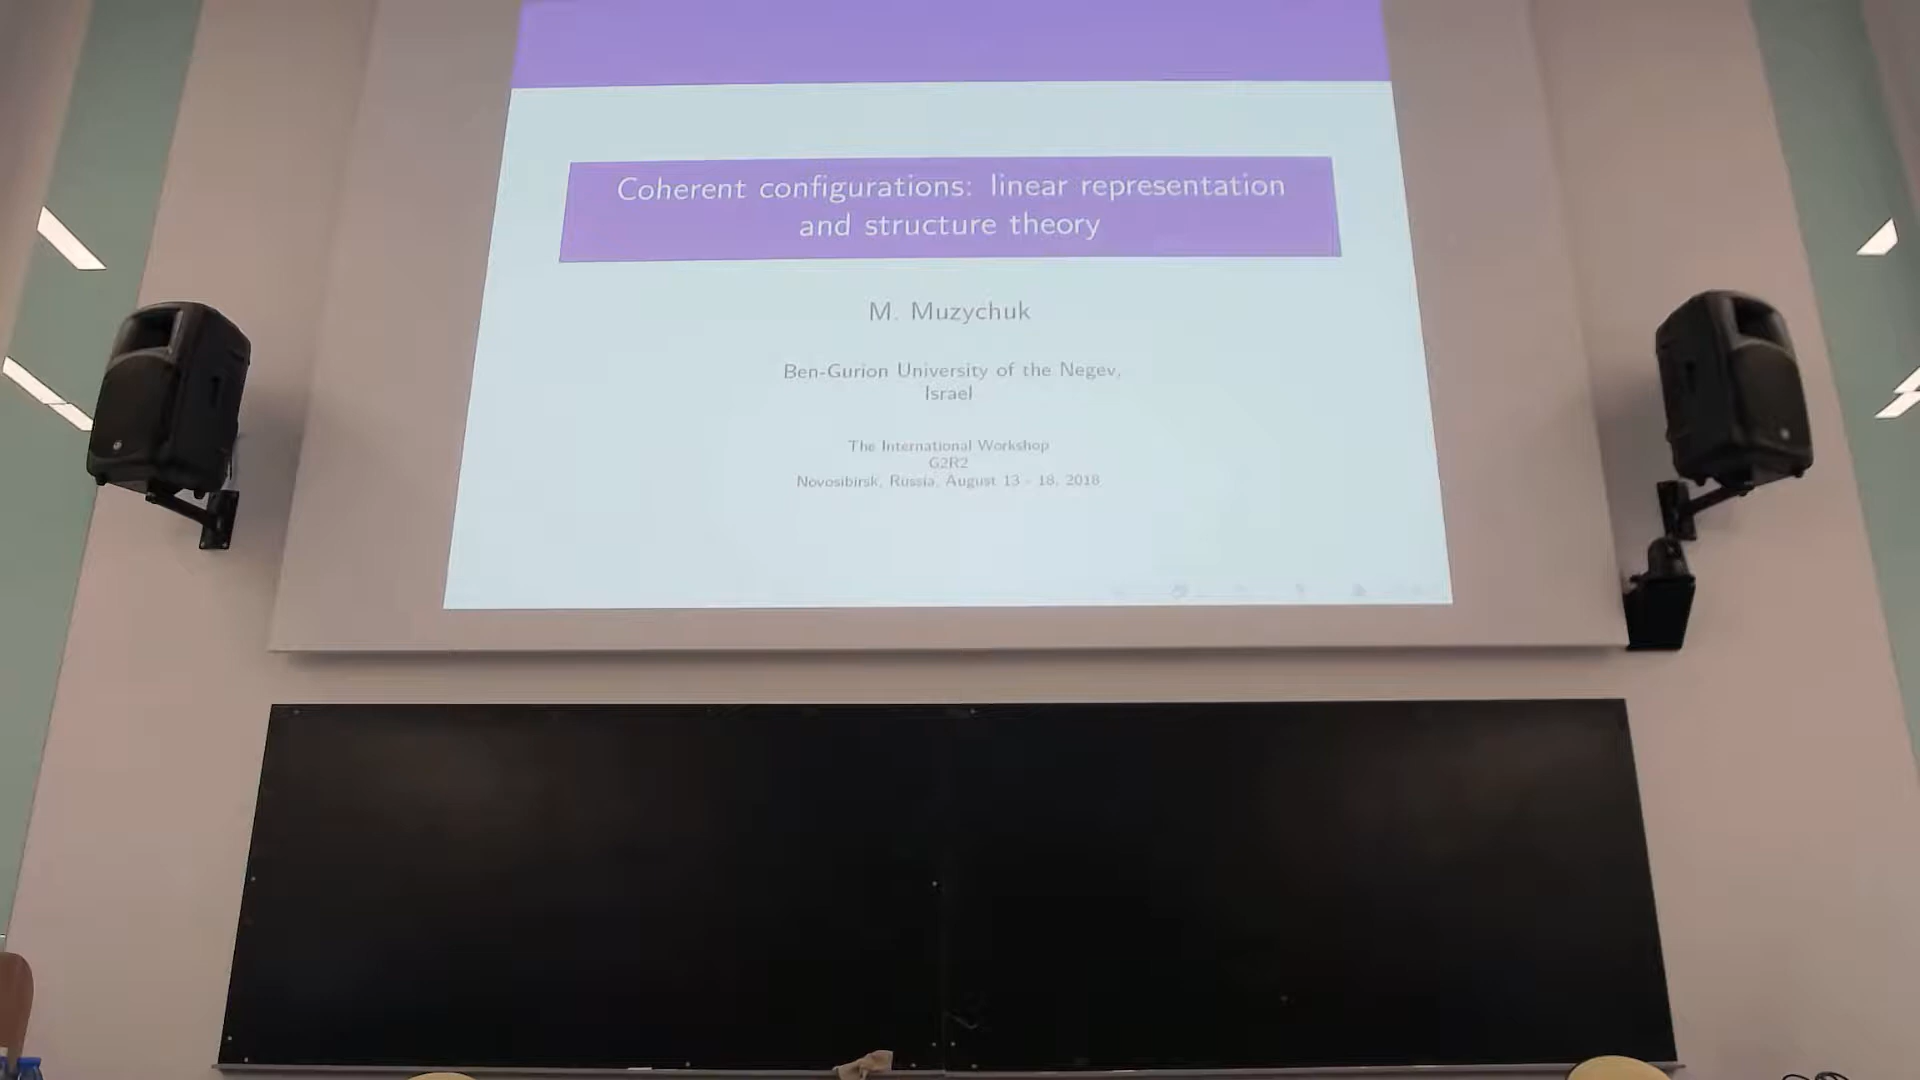 Coherent configurations: linear representation
and structure theory
M. Muzychuk
Ben-Gurion University of the Negev,
Israel
The International Workshop
G2R2
Novosibirsk, Russia, August 13 - 18, 2018